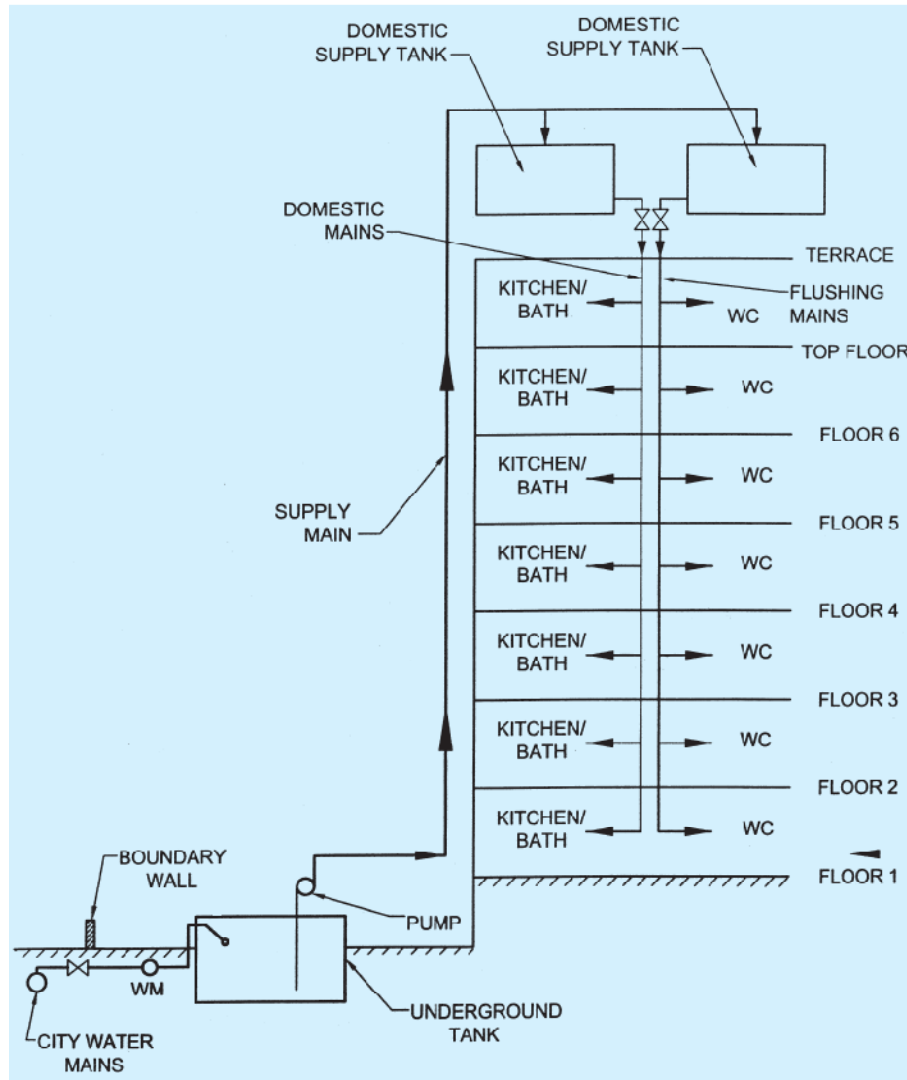 DOMESTIC
SUPPLY TANK
DOMESTIC
SUPPLY TANK
DOMESTIC
MAINS
TERRACE
KITCHEN/
BATH
WC
FLUSHING
MAINS
TOP FLOOR
KITCHEN/
BATH
WC
FLOOR 6
KITCHEN/
BATH
WC
SUPPLY
MAIN
FLOOR 5
KITCHEN/
BATH
WC
FLOOR 4
KITCHEN/
BATH
WC
FLOOR 3
KITCHEN/
BATH
WC
FLOOR 2
KITCHEN/
BATH
WC
BOUNDARY
WALL
FLOOR 1
PUMP
WM
UNDERGROUND
TANK
CITY WATER
MAINS